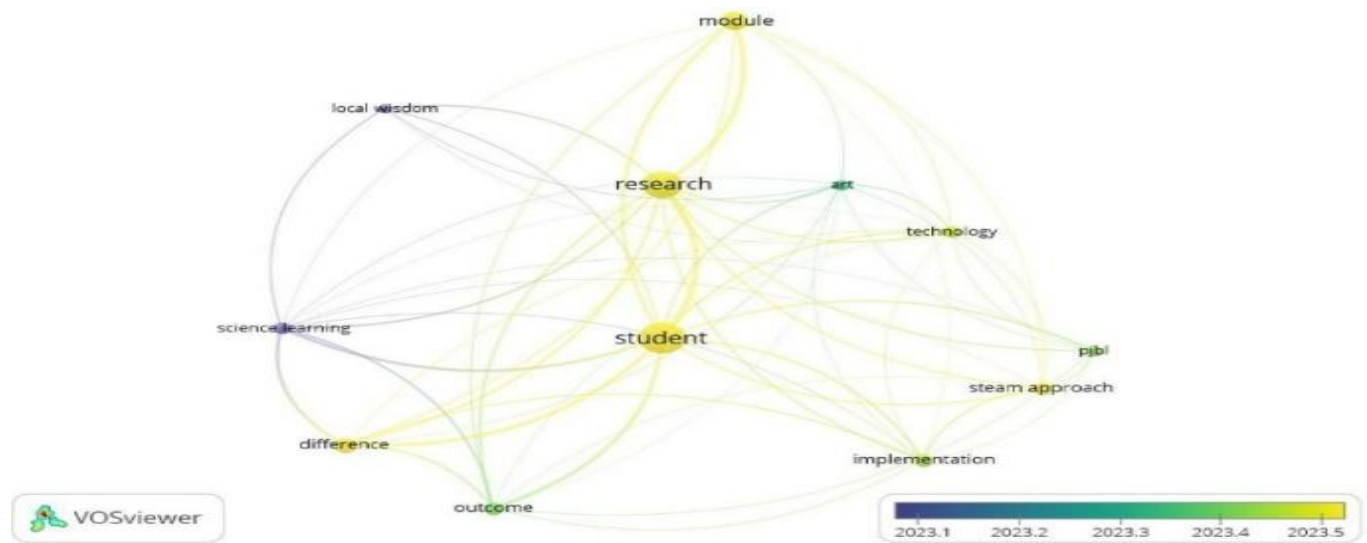 module
local wisdom
research
art
technology
science learning
student
pjbl
steam approach
difference
implementation
outcome
VOSviewer
2023.1 2023.2 2023.3 2023.4 2023.5